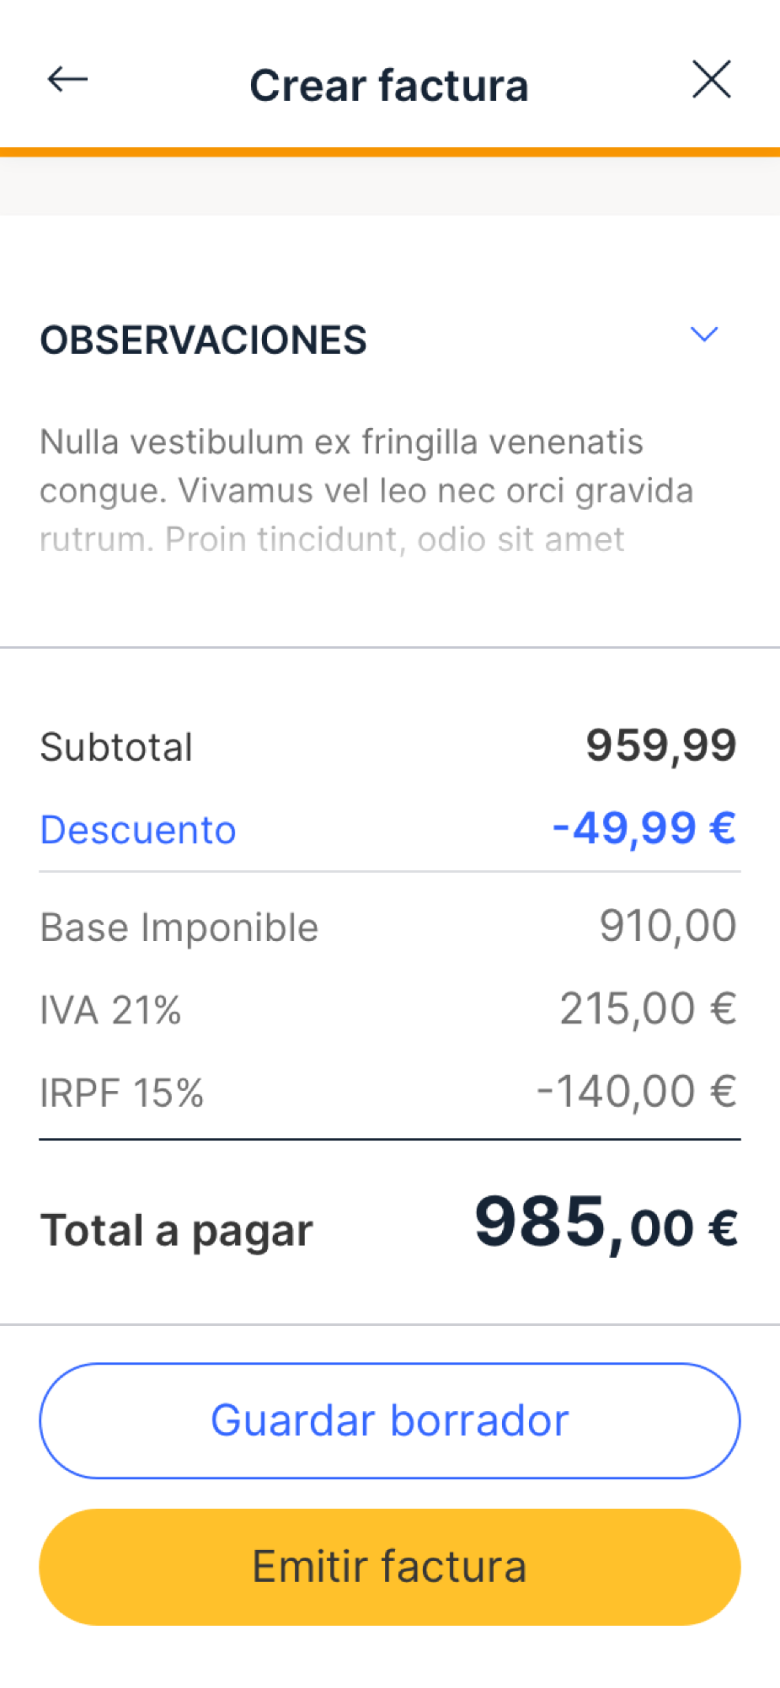 Crear factura
OBSERVACIONES
Nulla vestibulum ex fringilla venenatis
congue. Vivamus vel leo nec orci gravida
rutrum. Proin tincidunt, odio sit amet
Subtotal 959,99
Descuento -49,99 €
Base Imponible 910,00
IVA 21% 215,00 €
IRPF 15% -140,00 €
Total a pagar 985,00 €
Guardar borrador
Emitir factura